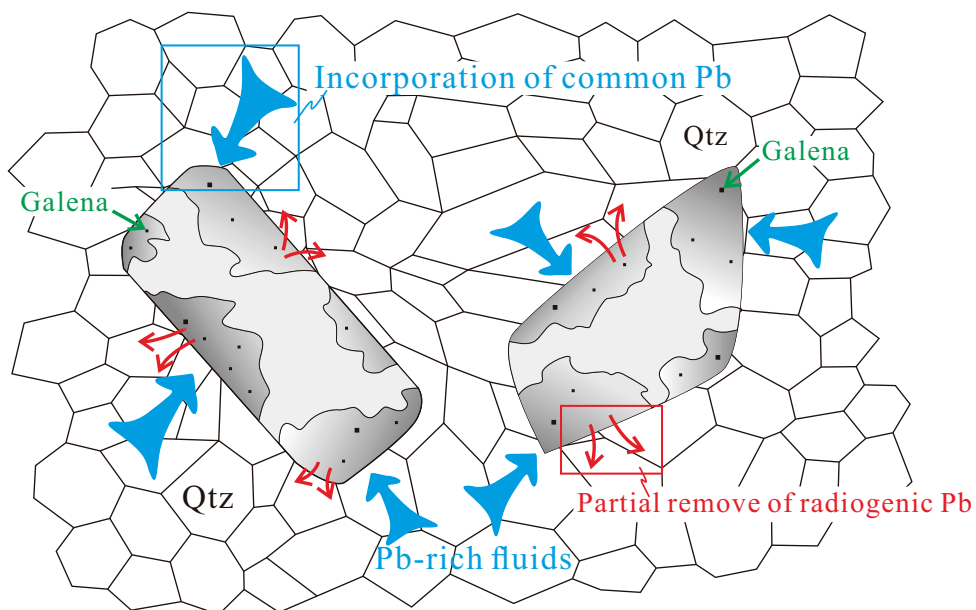 Incorporation of common Pb
Qtz
Galena
Galena
Qtz
Partial remove of radiogenic Pb
Pb-rich fluids